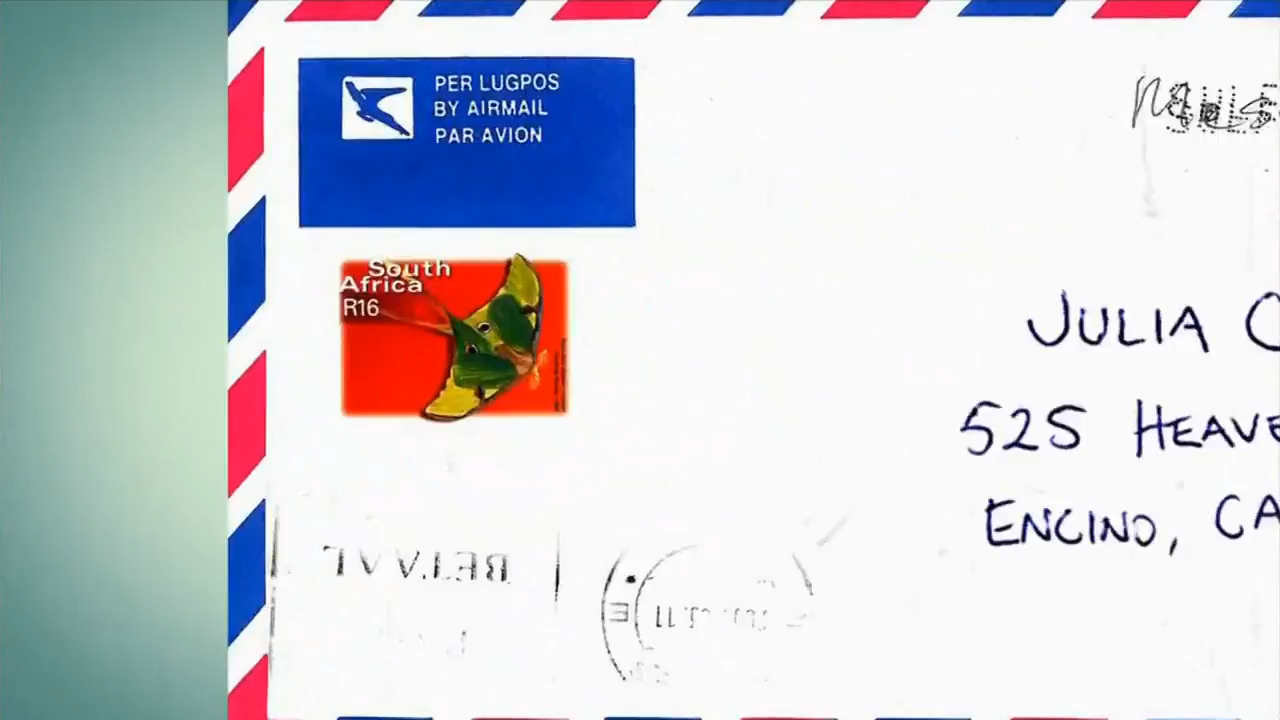 PER LUGPOS
BY AIRMAIL
PAR AVION
South
Africa
R16
JULIA
525
ENCINO, CA